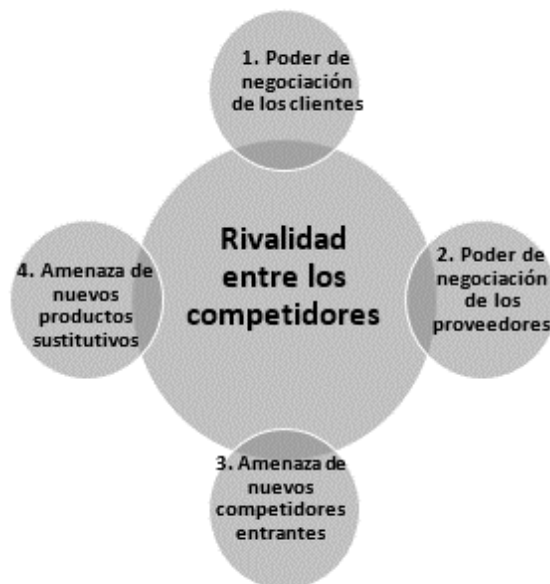 1. Poder de
negociación
de los clientes
Rivalidad
entre los
competidores
2. Poder de
negociación
de los
proveedores
4. Amenaza de
nuevos
productos
sustitutivos
3. Amenaza de
nuevos
competidores
entrantes